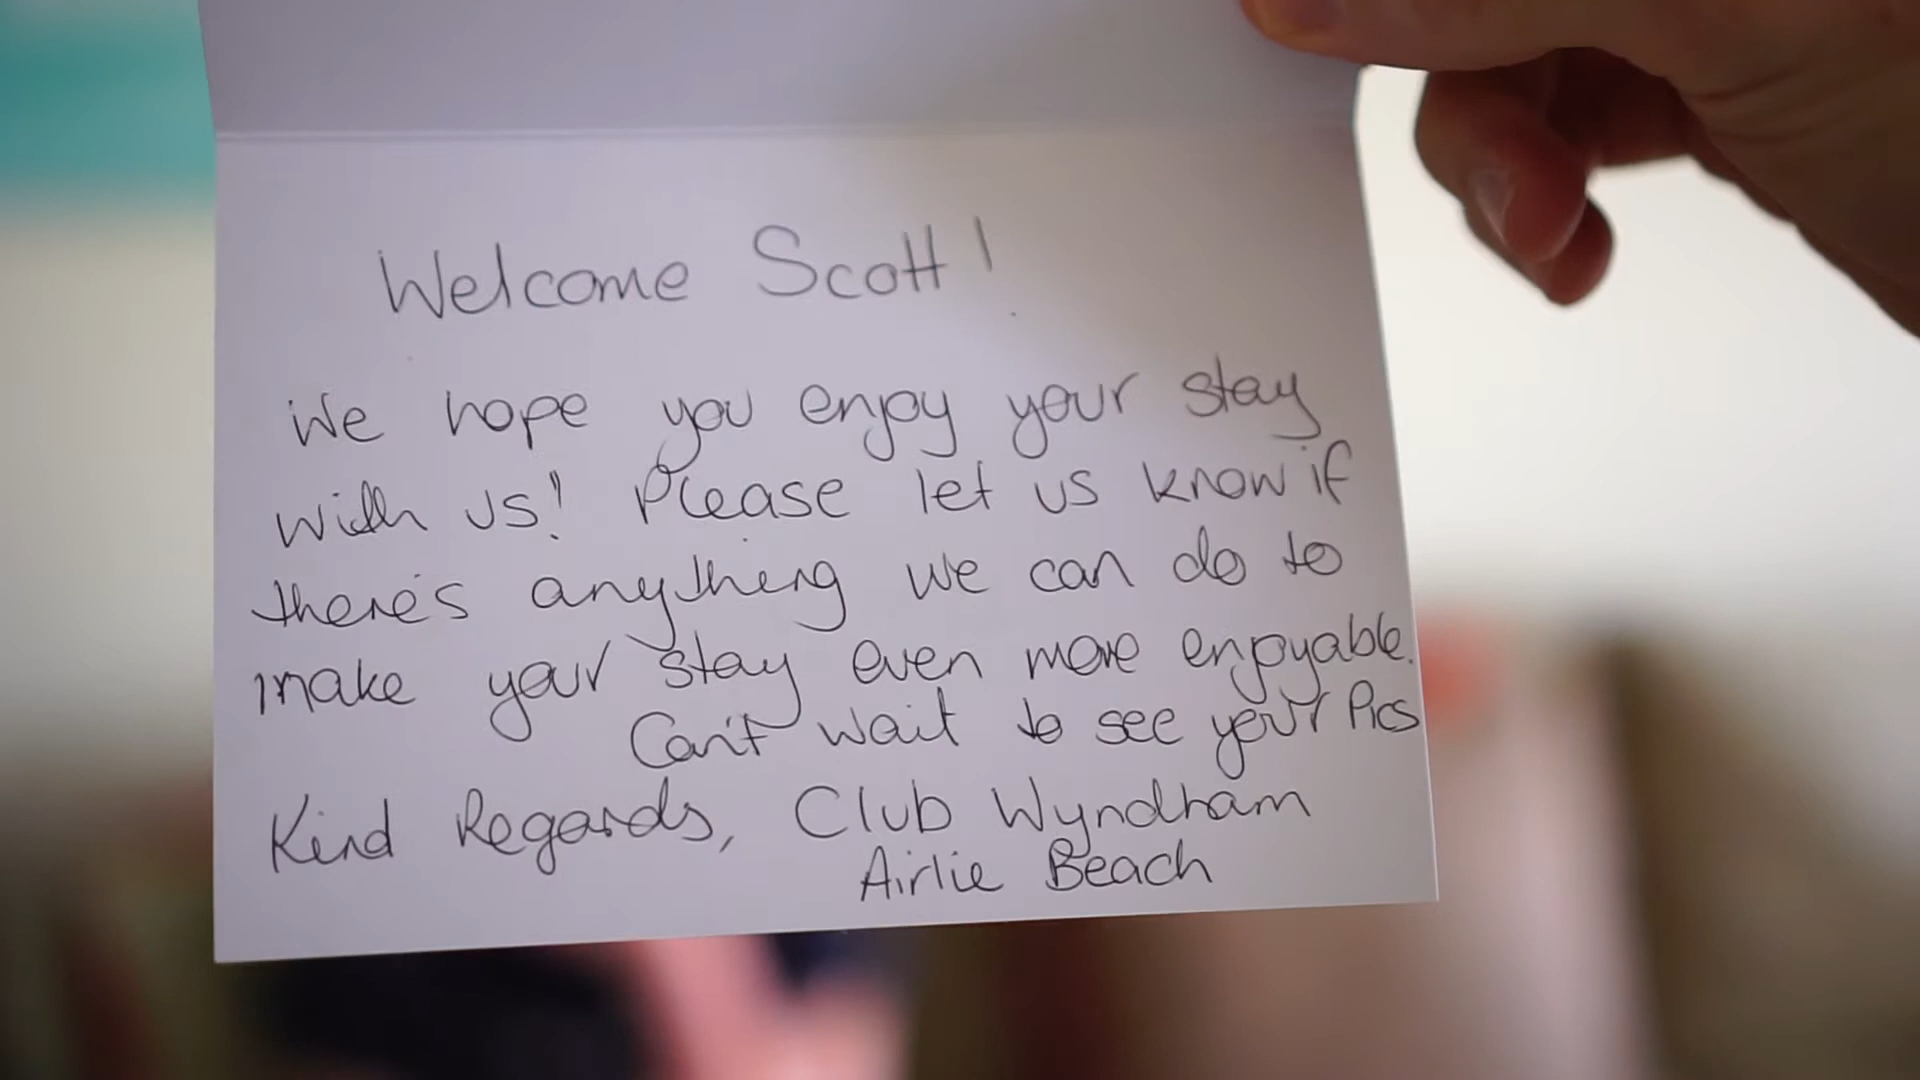 Welcome Scott!
We hope you enjoy your stay
with us! Please let us know if
there's anything we can do to
make your stay even more enjoyable.
Can't wait to see your Pics
Kind Regards, Club Wyndham
Airlie Beach